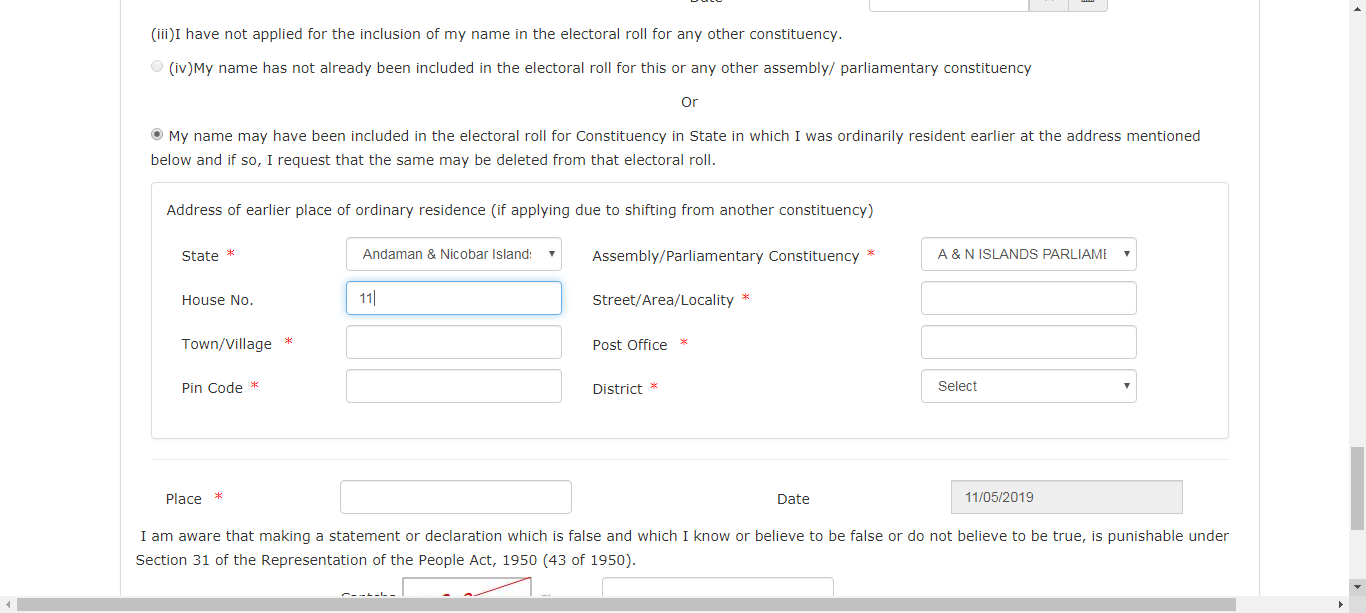 Date
(iii)I have not applied for the inclusion of my name in the electoral roll for any other constituency.
(iv)My name has not already been included in the electoral roll for this or any other assembly/ parliamentary constituency
Or
My name may have been included in the electoral roll for Constituency in State in which I was ordinarily resident earlier at the address mentioned
below and if so, I request that the same may be deleted from that electoral roll.
Address of earlier place of ordinary residence (if applying due to shifting from another constituency)
State * Andaman & Nicobar Islands Assembly/Parliamentary Constituency * A & N ISLANDS PARLIAME
House No. 11 Street/Area/Locality *
Town/Village * Post Office *
Pin Code * District * Select
Place * Date 11/05/2019
I am aware that making a statement or declaration which is false and which I know or believe to be false or do not believe to be true, is punishable under
Section 31 of the Representation of the People Act, 1950 (43 of 1950).
Captcha